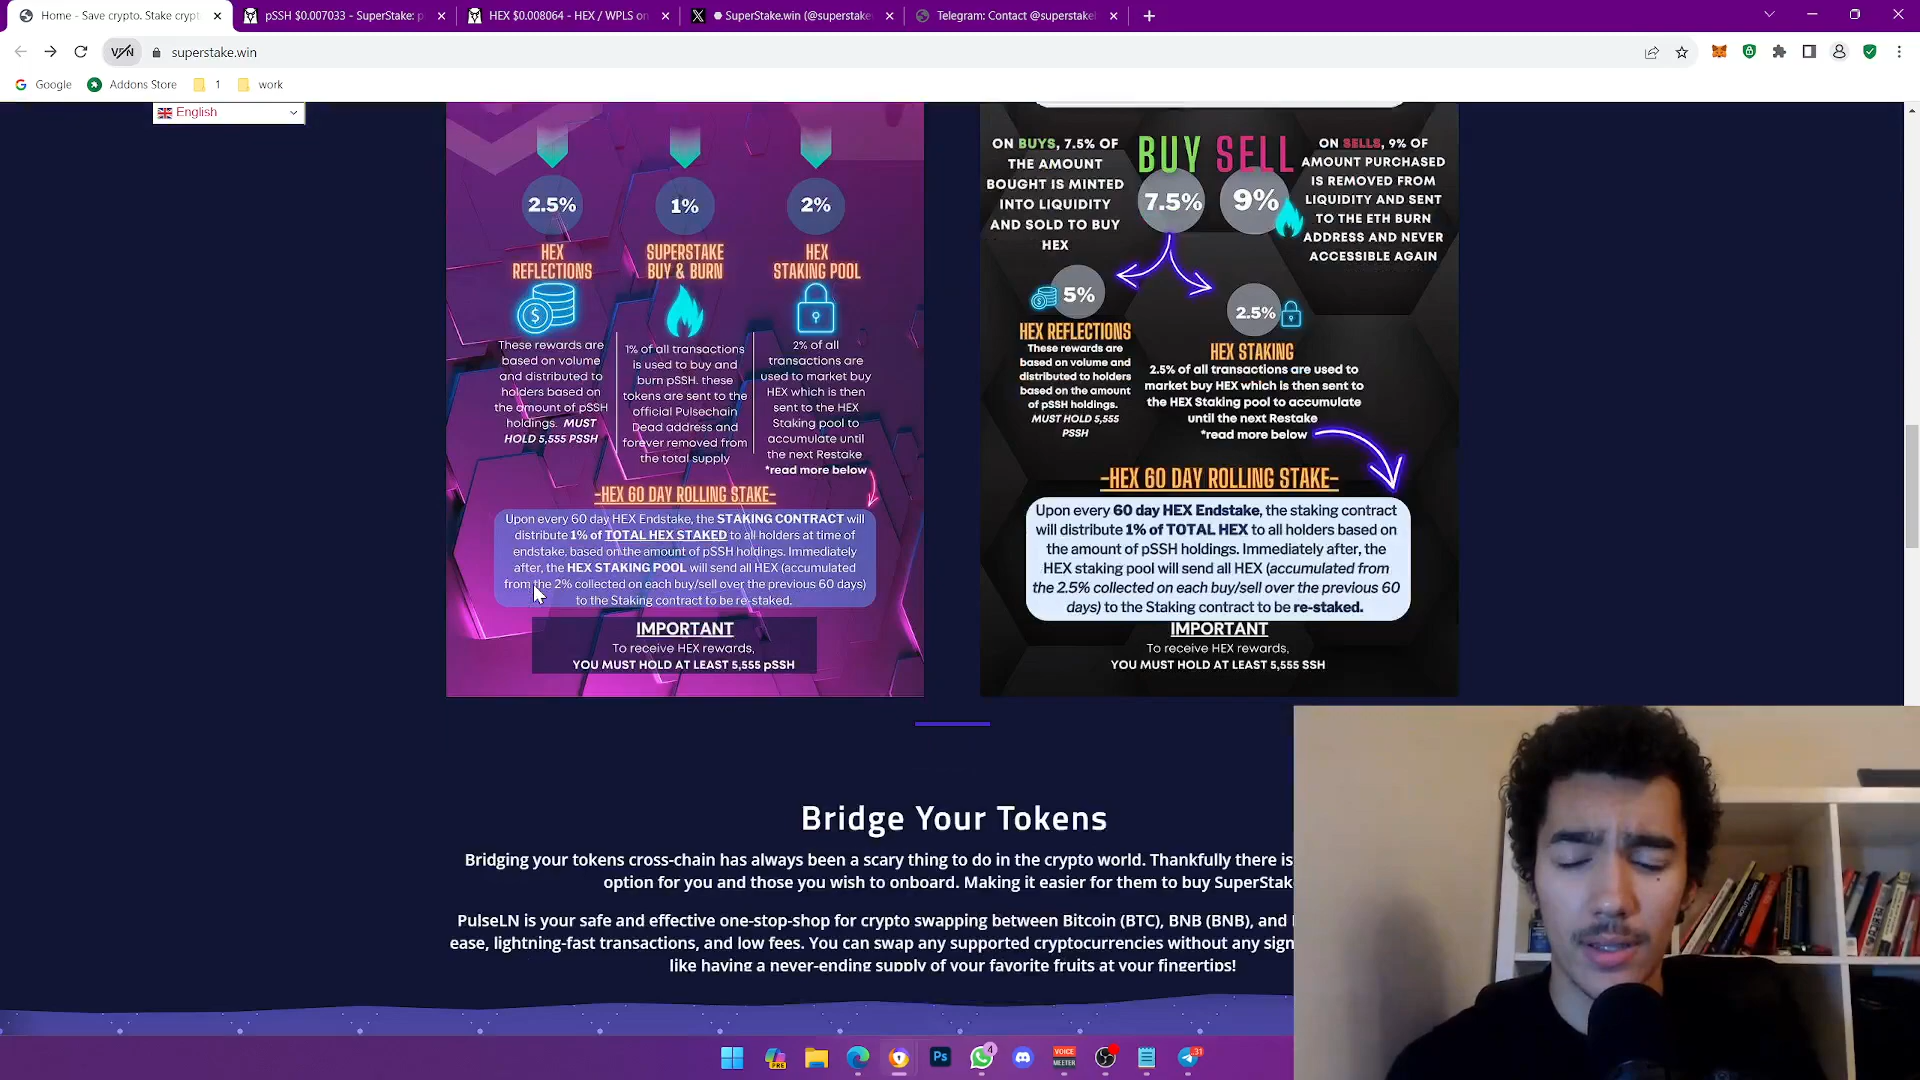 Home - Save crypto. Stake crypt
pSSH $0.007033 - SuperStake: p
HEX $0.008064 - HEX / WPLS on
SuperStake.win (@superstake
Telegram: Contact @superstake
VPN
superstake.win
Google
Addons Store
1
work
English
2.5%
1%
2%
HEX
REFLECTIONS
SUPERSTAKE
BUY & BURN
HEX
STAKING POOL
These rewards are
based on volume
and distributed to
holders based on
the amount of pSSH
holdings. MUST
HOLD 5,555 PSSH
1% of all transactions
is used to buy and
burn pSSH. these
tokens are sent to the
official Pulsechain
Dead address and
forever removed from
the total supply
2% of all
transactions are
used to market buy
HEX which is then
sent to the HEX
Staking pool to
accumulate until
the next Restake
*read more below
-HEX 60 DAY ROLLING STAKE-
Upon every 60 day HEX Endstake, the STAKING CONTRACT will
distribute 1% of TOTAL HEX STAKED to all holders at time of
endstake, based on the amount of pSSH holdings. Immediately
after, the HEX STAKING POOL will send all HEX (accumulated
from the 2% collected on each buy/sell over the previous 60 days)
to the Staking contract to be re-staked.
IMPORTANT
To receive HEX rewards,
YOU MUST HOLD AT LEAST 5,555 pSSH
ON BUYS, 7.5% OF
THE AMOUNT
BOUGHT IS MINTED
INTO LIQUIDITY
AND SOLD TO BUY
HEX
BUY SELL
7.5%
9%
ON SELLS, 9% OF
AMOUNT PURCHASED
IS REMOVED FROM
LIQUIDITY AND SENT
TO THE ETH BURN
ADDRESS AND NEVER
ACCESSIBLE AGAIN
5%
2.5%
HEX REFLECTIONS
These rewards are
based on volume and
distributed to holders
based on the amount
of pSSH holdings.
MUST HOLD 5,555
PSSH
HEX STAKING
2.5% of all transactions are used to
market buy HEX which is then sent to
the HEX Staking pool to accumulate
until the next Restake
*read more below
-HEX 60 DAY ROLLING STAKE-
Upon every 60 day HEX Endstake, the staking contract
will distribute 1% of TOTAL HEX to all holders based on
the amount of pSSH holdings. Immediately after, the
HEX staking pool will send all HEX (accumulated from
the 2.5% collected on each buy/sell over the previous 60
days) to the Staking contract to be re-staked.
IMPORTANT
To receive HEX rewards,
YOU MUST HOLD AT LEAST 5,555 SSH
Bridge Your Tokens
Bridging your tokens cross-chain has always been a scary thing to do in the crypto world. Thankfully there is
option for you and those you wish to onboard. Making it easier for them to buy SuperStak
PulseLN is your safe and effective one-stop-shop for crypto swapping between Bitcoin (BTC), BNB (BNB), and
ease, lightning-fast transactions, and low fees. You can swap any supported cryptocurrencies without any sign
like having a never-ending supply of your favorite fruits at your fingertips!
PRE
Ps
4
VOICE
MEETER
31